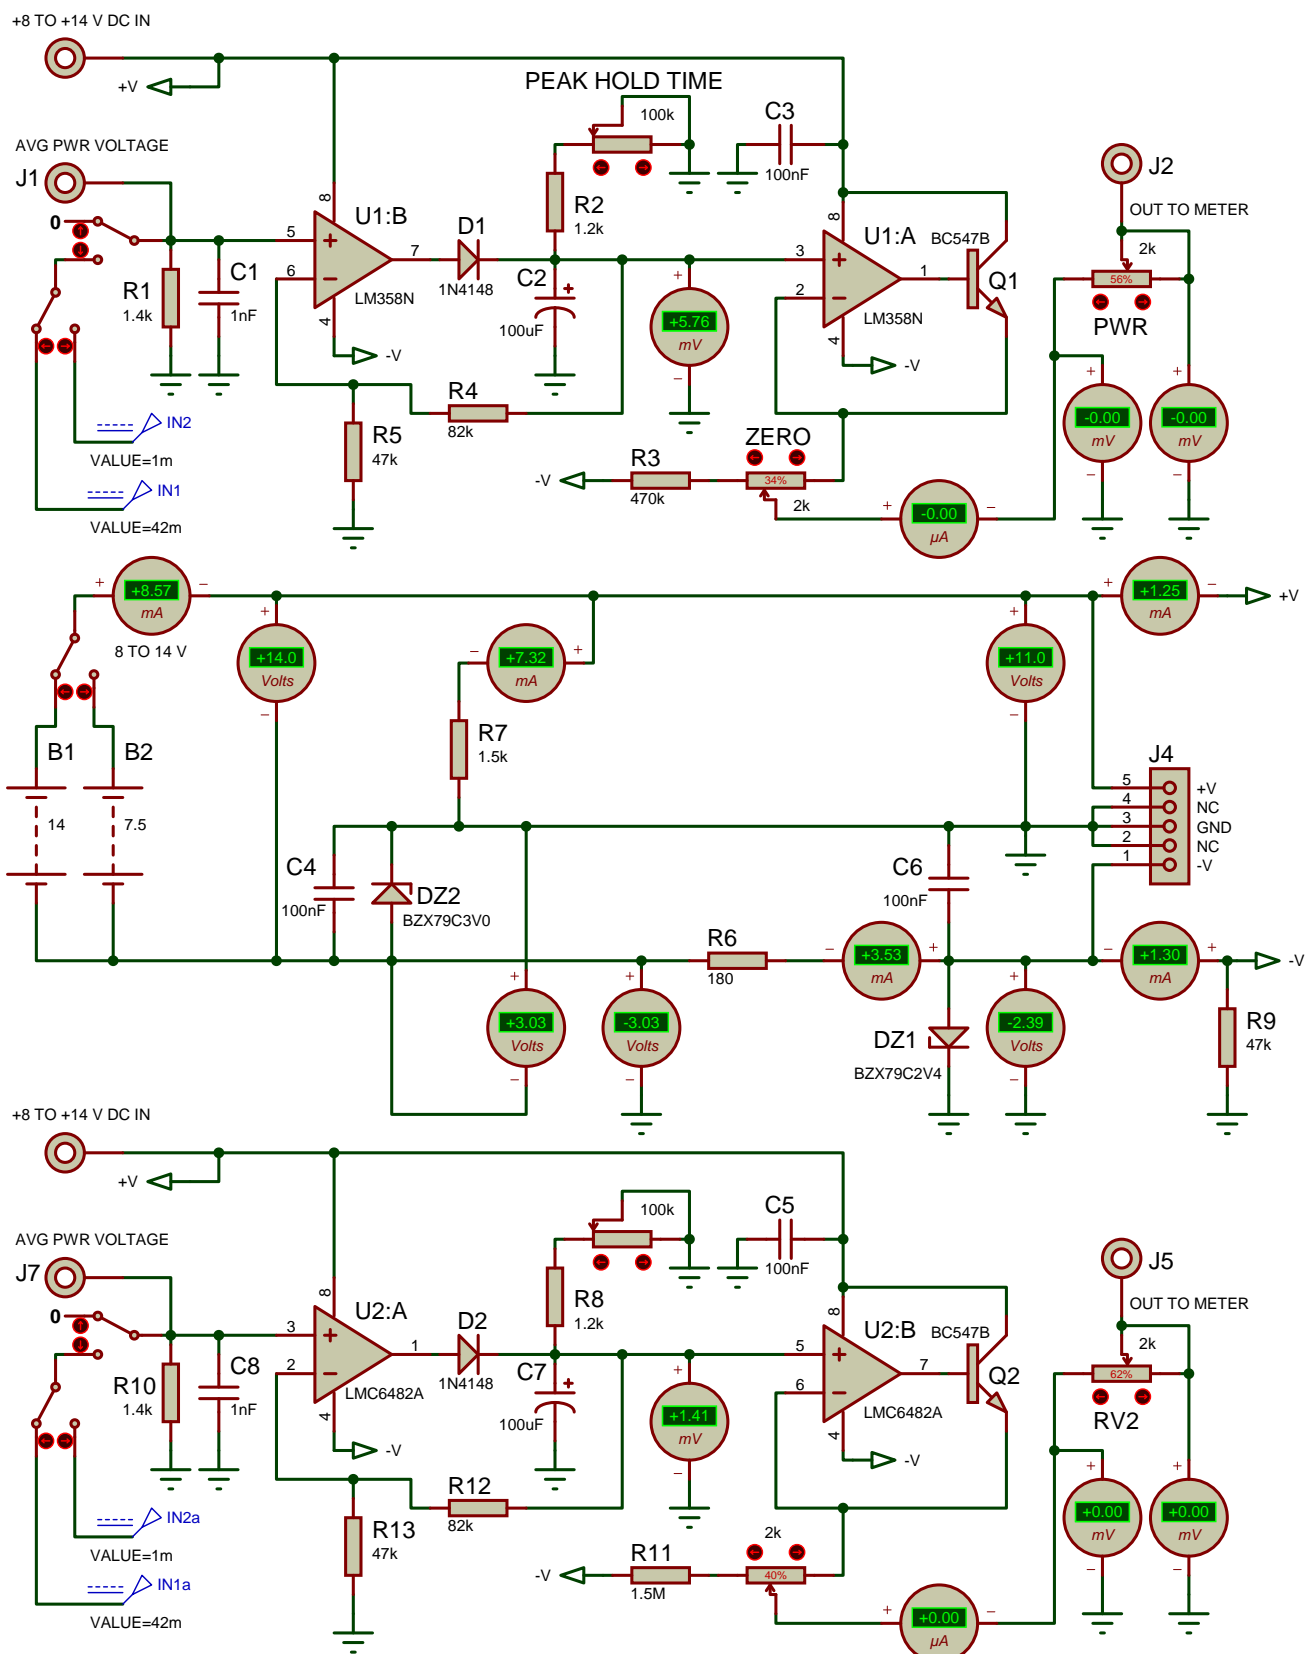 +8 TO +14 V DC IN
+V
PEAK HOLD TIME
100k
C3
100nF
AVG PWR VOLTAGE
J1
J2
OUT TO METER
0
8
U1:B
D1
R2
1.2k
8
U1:A
BC547B
2k
5
6
7
3
2
1
Q1
56%
PWR
R1
1.4k
C1
1nF
LM358N
1N4148
C2
100uF
+5.76
mV
LM358N
4
-V
4
-V
R4
82k
R5
47k
-0.00
mV
-0.00
mV
IN2
VALUE=1m
IN1
VALUE=42m
-V
R3
470k
ZERO
34%
2k
-0.00
µA
+8.57
mA
8 TO 14 V
+14.0
Volts
+7.32
mA
+11.0
Volts
+1.25
mA
+V
R7
1.5k
B1
14
B2
7.5
J4
5
4
3
2
1
+V
NC
GND
NC
-V
C4
100nF
DZ2
BZX79C3V0
C6
100nF
R6
180
+3.53
mA
+1.30
mA
-V
+3.03
Volts
-3.03
Volts
DZ1
BZX79C2V4
-2.39
Volts
R9
47k
+8 TO +14 V DC IN
+V
100k
C5
100nF
AVG PWR VOLTAGE
J7
J5
OUT TO METER
0
8
U2:A
D2
R8
1.2k
8
U2:B
BC547B
2k
3
2
1
5
6
7
Q2
62%
RV2
R10
1.4k
C8
1nF
LMC6482A
1N4148
C7
100uF
+1.41
mV
LMC6482A
4
-V
4
-V
R12
82k
R13
47k
+0.00
mV
+0.00
mV
IN2a
VALUE=1m
IN1a
VALUE=42m
-V
R11
1.5M
2k
40%
+0.00
µA